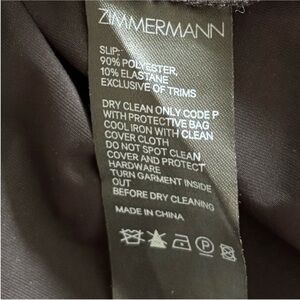 ZIMMERMANN
SLIP:
90% POLYESTER,
10% ELASTANE
EXCLUSIVE OF TRIMS
DRY CLEAN ONLY CODE P
WITH PROTECTIVE BAG
COOL IRON WITH CLEAN
COVER CLOTH
DO NOT SPOT CLEAN
COVER AND PROTECT
HARDWARE
TURN GARMENT INSIDE
OUT
BEFORE DRY CLEANING
MADE IN CHINA
P